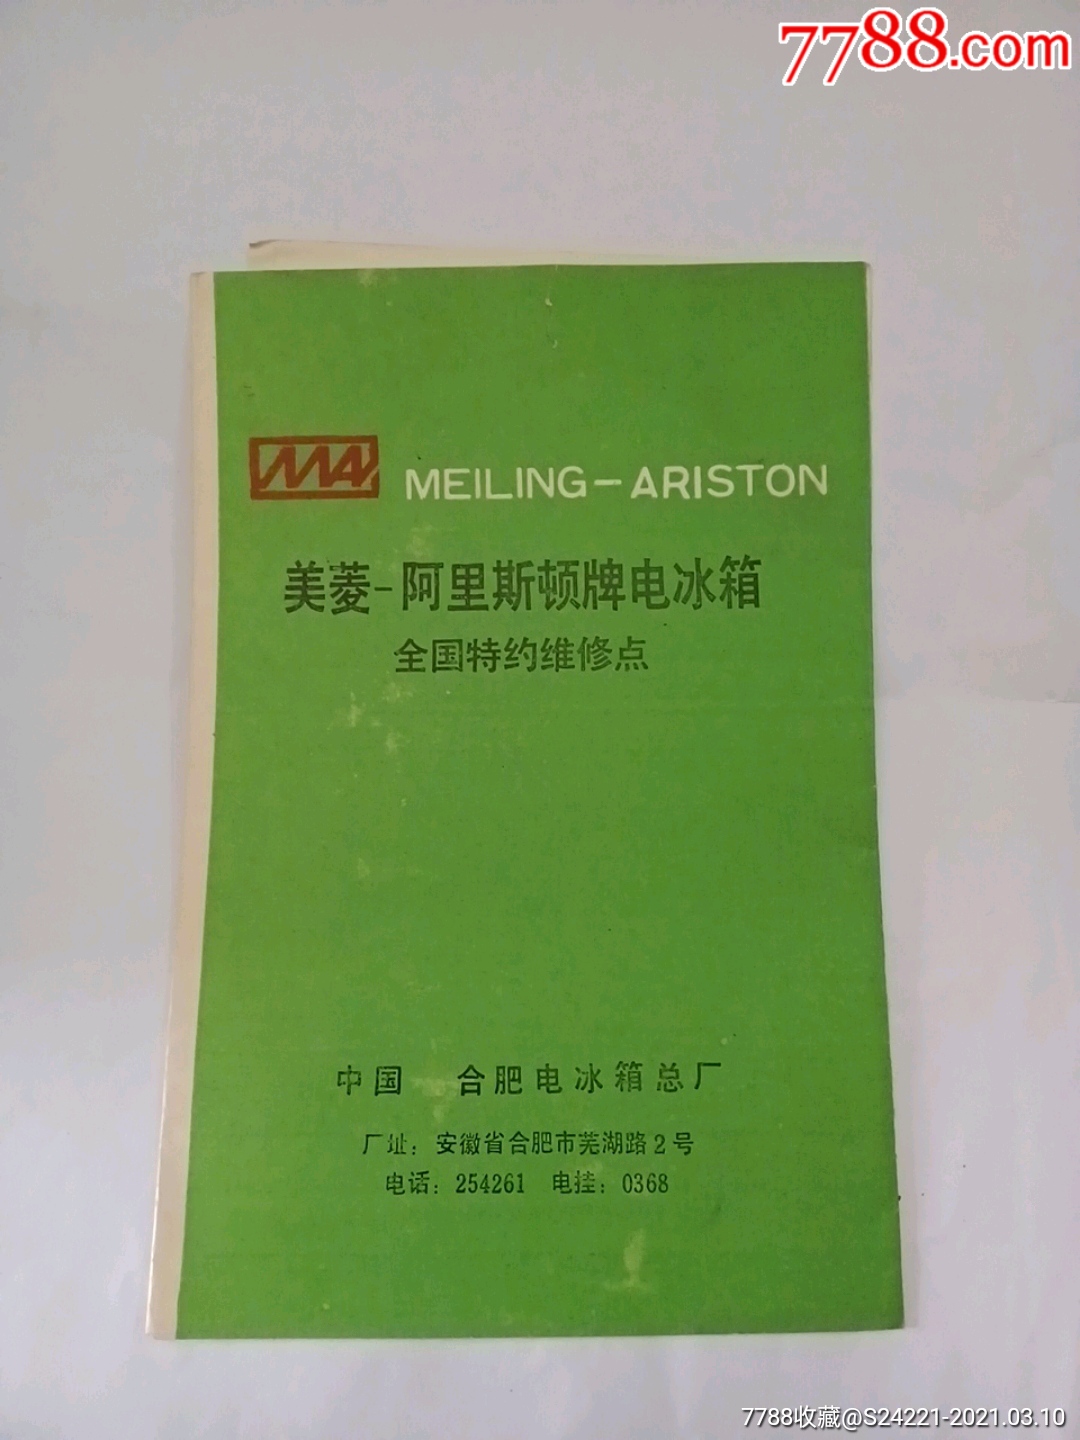 7788.com
MA
MEILING-ARISTON
美菱-阿里斯顿牌电冰箱
全国特约维修点
中国 合肥电冰箱总厂
厂址：安徽省合肥市芜湖路2号
电话：254261 电挂：0368
7788收藏@S24221-2021.03.10